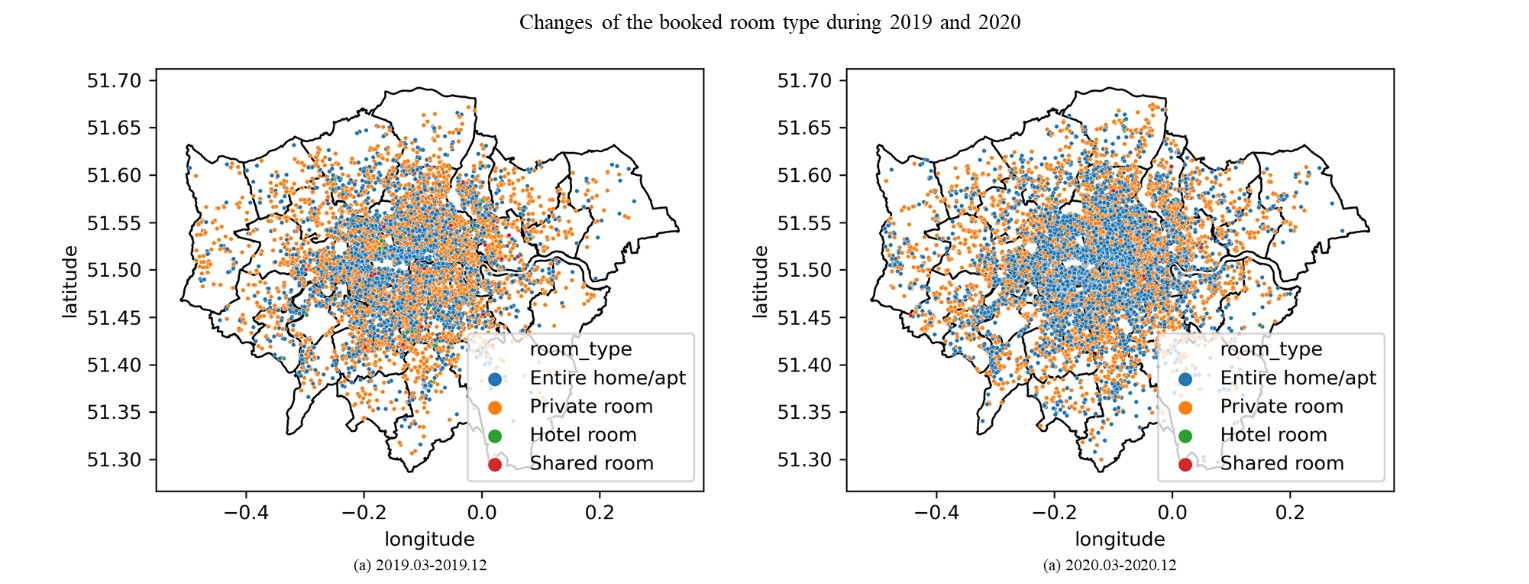 Changes of the booked room type during 2019 and 2020
51.70
51.65
51.60
51.55
51.50
51.45
51.40
51.35
51.30
latitude
−0.4
−0.2
0.0
0.2
longitude
room_type
Entire home/apt
Private room
Hotel room
Shared room
(a) 2019.03-2019.12
51.70
51.65
51.60
51.55
51.50
51.45
51.40
51.35
51.30
latitude
−0.4
−0.2
0.0
0.2
longitude
room_type
Entire home/apt
Private room
Hotel room
Shared room
(a) 2020.03-2020.12